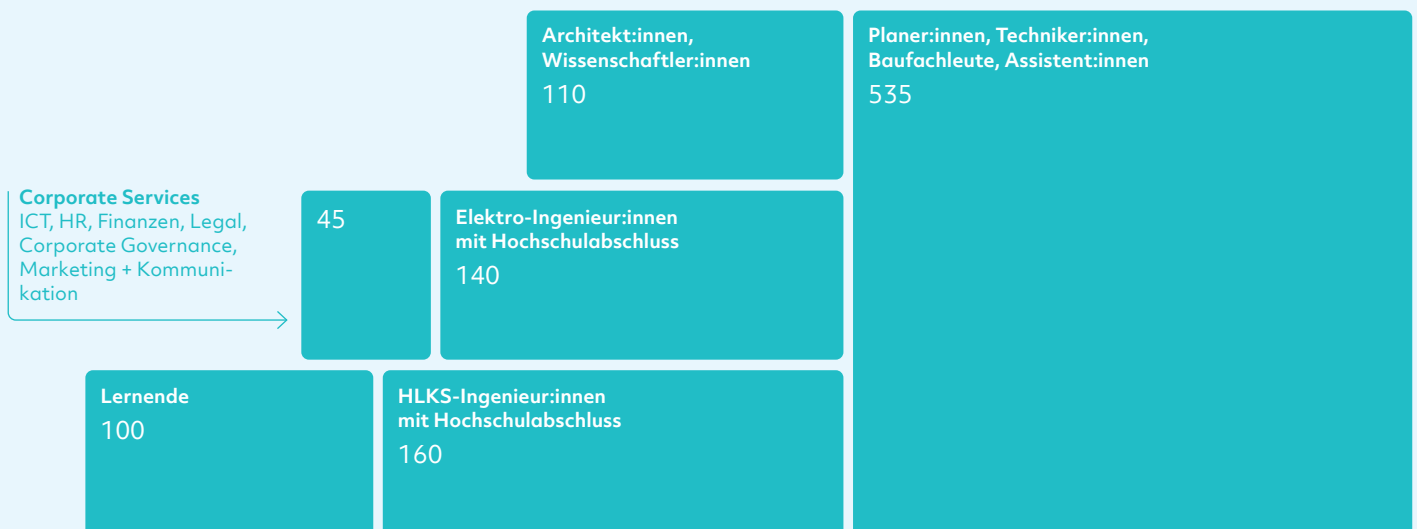 Architekt:innen,
Wissenschaftler:innen
110
Planer:innen, Techniker:innen,
Baufachleute, Assistent:innen
535
Corporate Services
ICT, HR, Finanzen, Legal,
Corporate Governance,
Marketing + Kommuni-
kation
45
Elektro-Ingenieur:innen
mit Hochschulabschluss
140
Lernende
100
HLKS-Ingenieur:innen
mit Hochschulabschluss
160